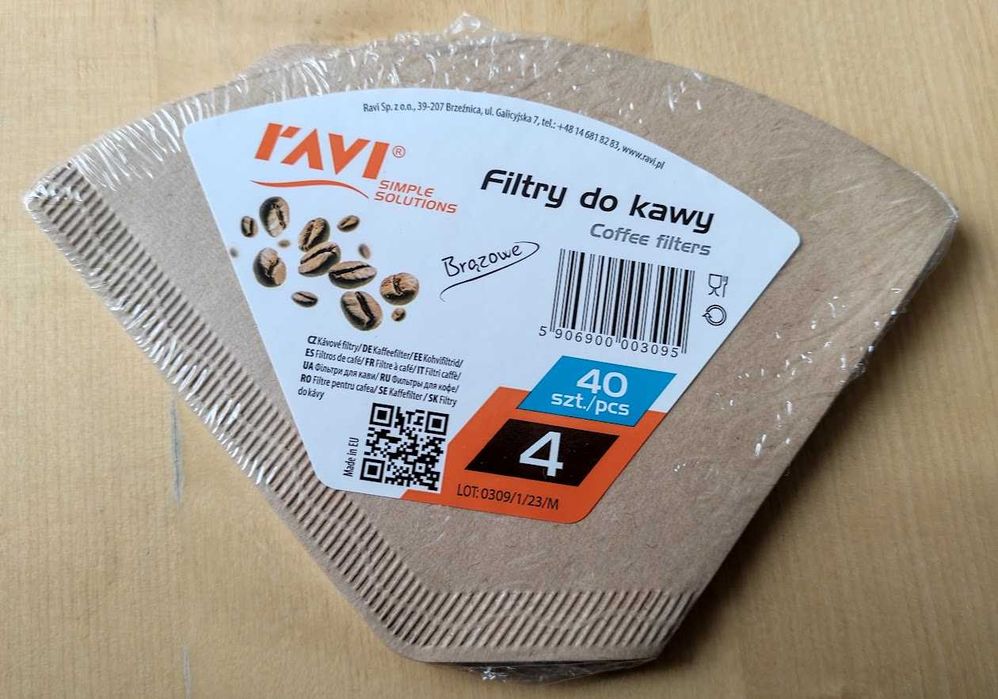 Ravi Sp. z o.o., 39-207 Brzeźnica, ul. Galicyjska 7, tel.: +48 14 681 82 83, www.ravi.pl
ravi®
SIMPLE
SOLUTIONS
Filtry do kawy
Coffee filters
Brązowe
5 906900 003095
CZ Kávové filtry/ DE Kaffeefilter/ EE Kohvifiltrid/
ES Filtros de café/ FR Filtre à café/ IT Filtri caffè/
UA Фільтри для кави/ RU Фильтры для кофе/
RO Filtre pentru cafea/ SE Kaffefilter / SK Filtry
do kávy
40
szt./pcs
4
Made in EU
LOT: 0309/1/23/M